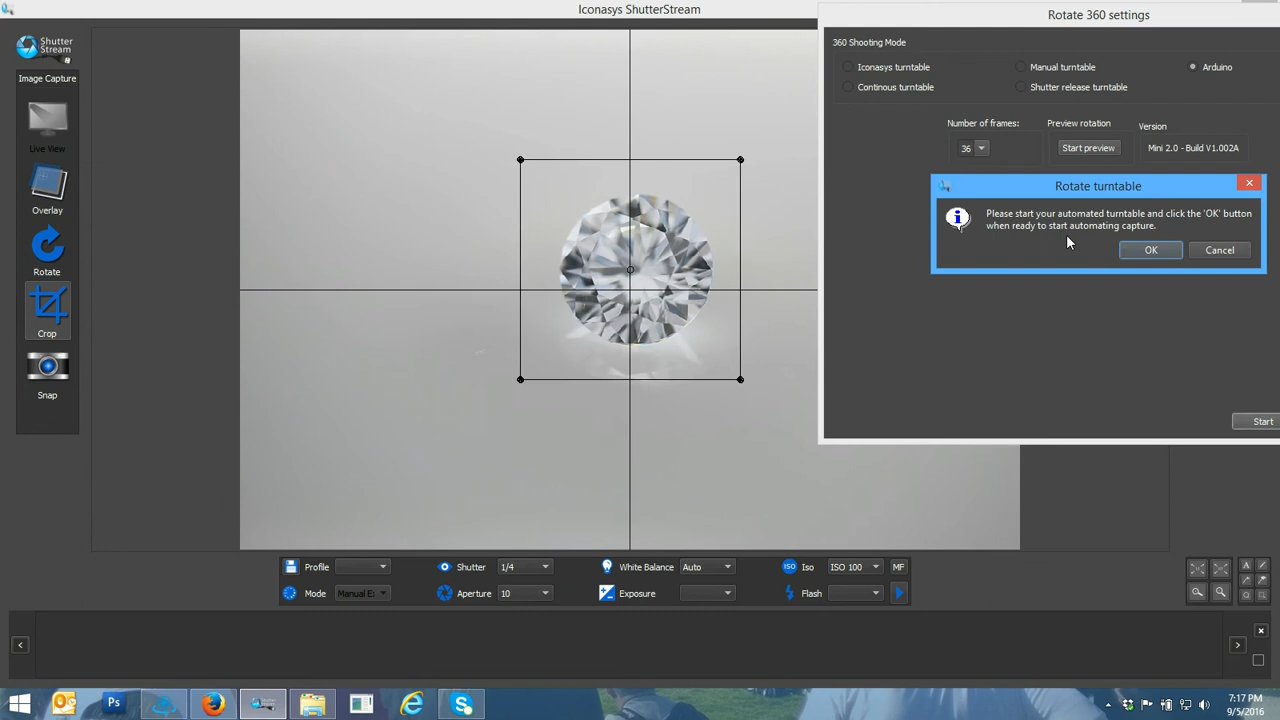 Iconasys ShutterStream
Rotate 360 settings
Shutter
Stream
Image Capture
Live View
Overlay
Rotate
Crop
Snap
360 Shooting Mode
Iconasys turntable
Manual turntable
Arduino
Continous turntable
Shutter release turntable
Number of frames:
Preview rotation
Version
36
Start preview
Mini 2.0 - Build V1.002A
Rotate turntable
Please start your automated turntable and click the 'OK' button
when ready to start automating capture.
OK
Cancel
Start
Profile
Shutter
1/4
White Balance
Auto
ISO
Iso
ISO 100
MF
Mode
Manual Ex
Aperture
10
Exposure
Flash
Ps
7:17 PM
9/5/2016